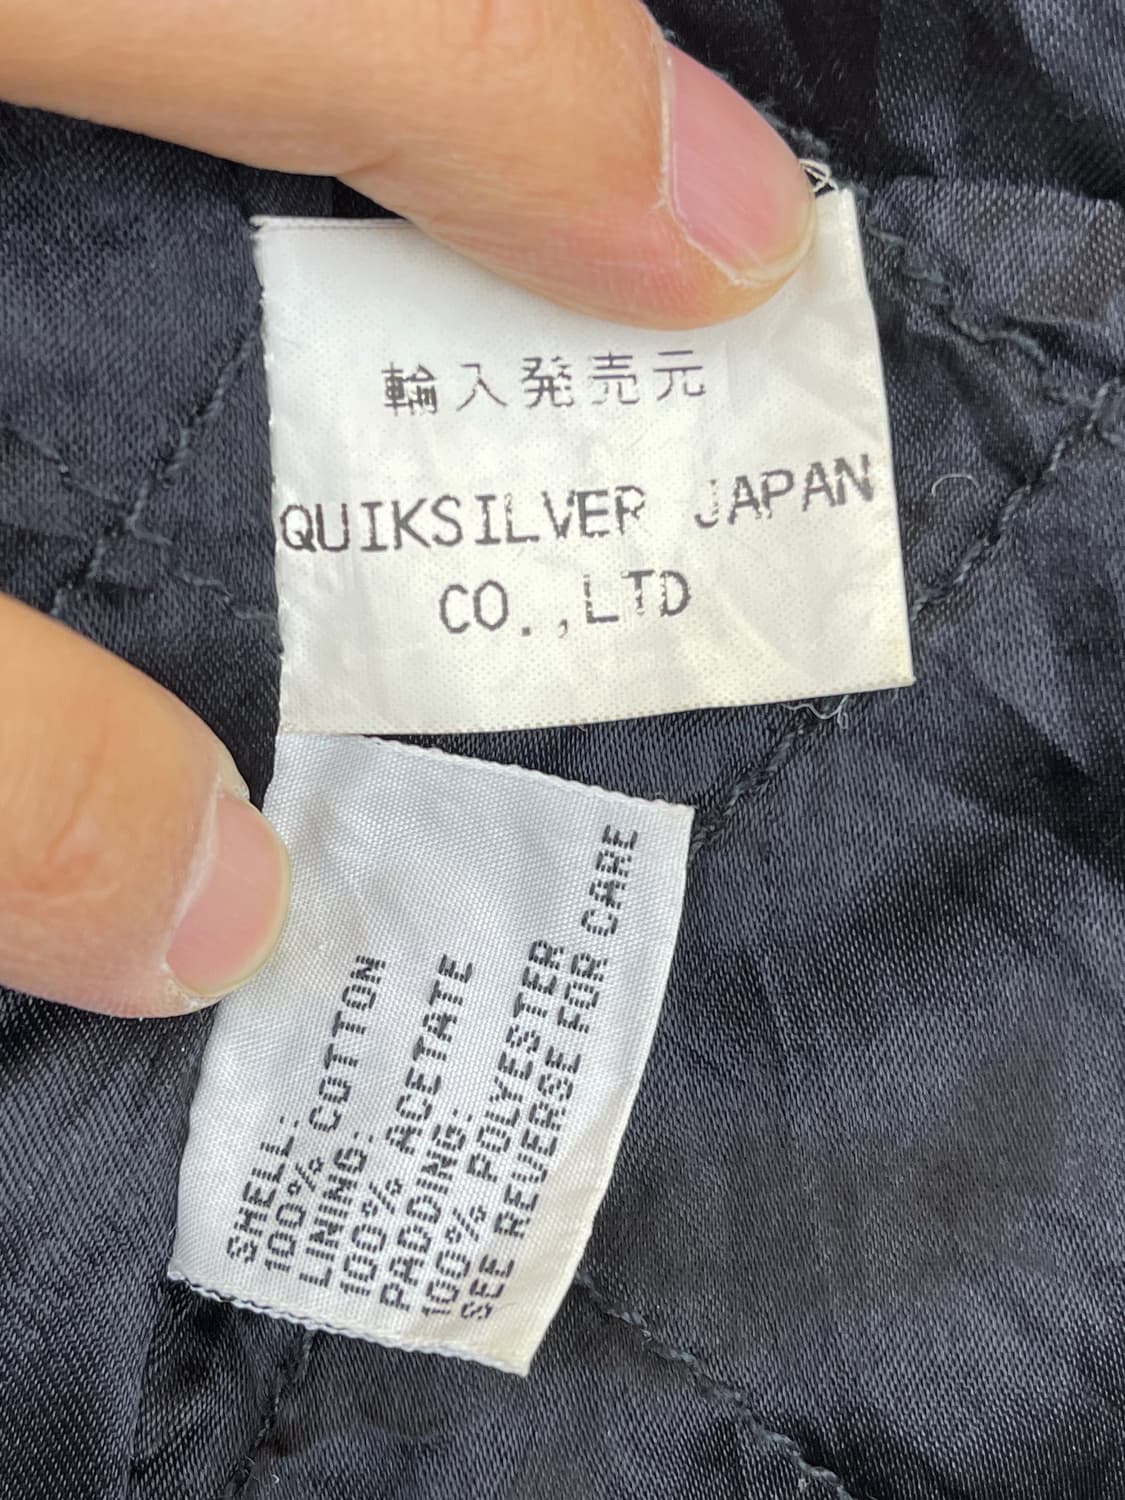 輸入発売元
QUIKSILVER JAPAN
CO.,LTD
SHELL:
100% COTTON
LINING:
100% ACETATE
PADDING:
100% POLYESTER
SEE REVERSE FOR CARE